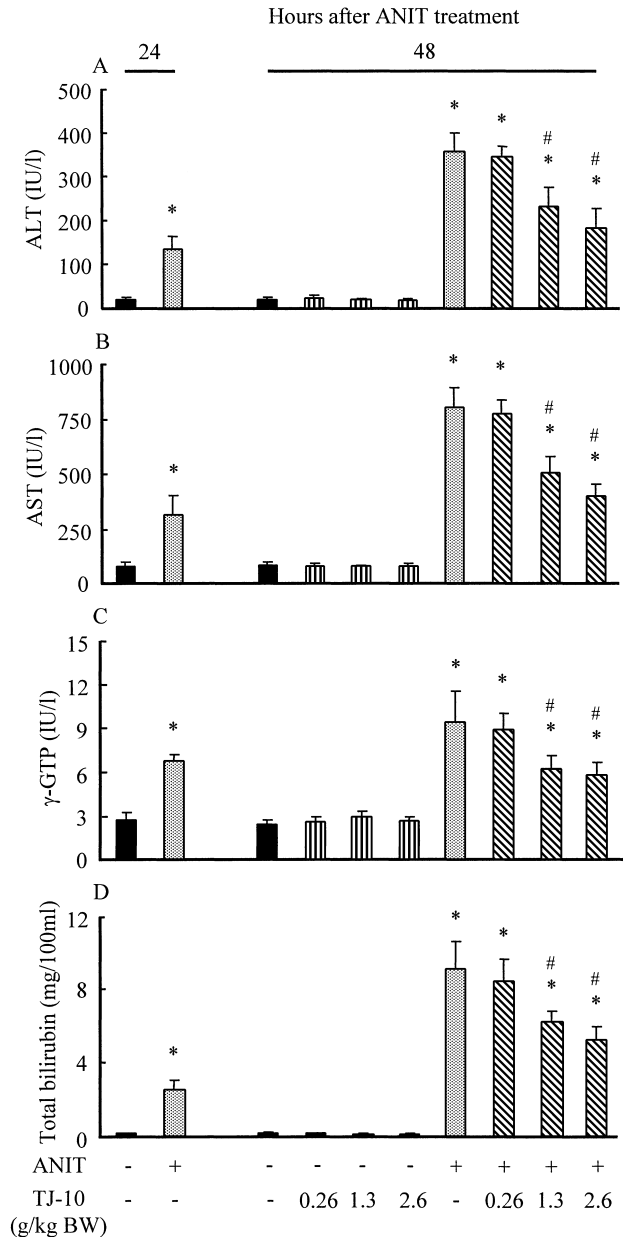 Hours after ANIT treatment
24 48
A
500
400
300
200
100
0
ALT (IU/l)
* * * # * # *
B
1000
750
500
250
0
AST (IU/l)
* * * # * # *
C
15
12
9
6
3
0
γ-GTP (IU/l)
* * * # * # *
D
12
8
4
0
Total bilirubin (mg/100ml)
* * * # * # *
ANIT - + - - - - + + + +
TJ-10 - - - 0.26 1.3 2.6 - 0.26 1.3 2.6
(g/kg BW)